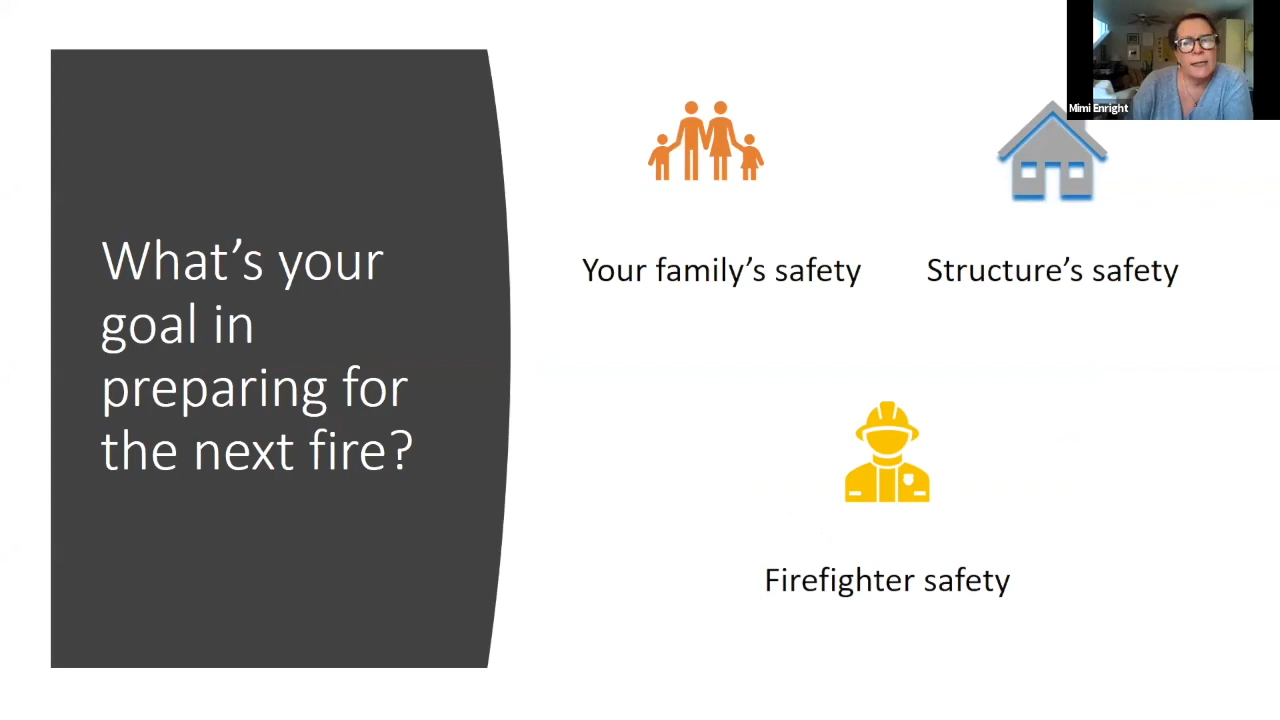 Mimi Enright
What’s your
goal in
preparing for
the next fire?
Your family’s safety
Structure’s safety
Firefighter safety